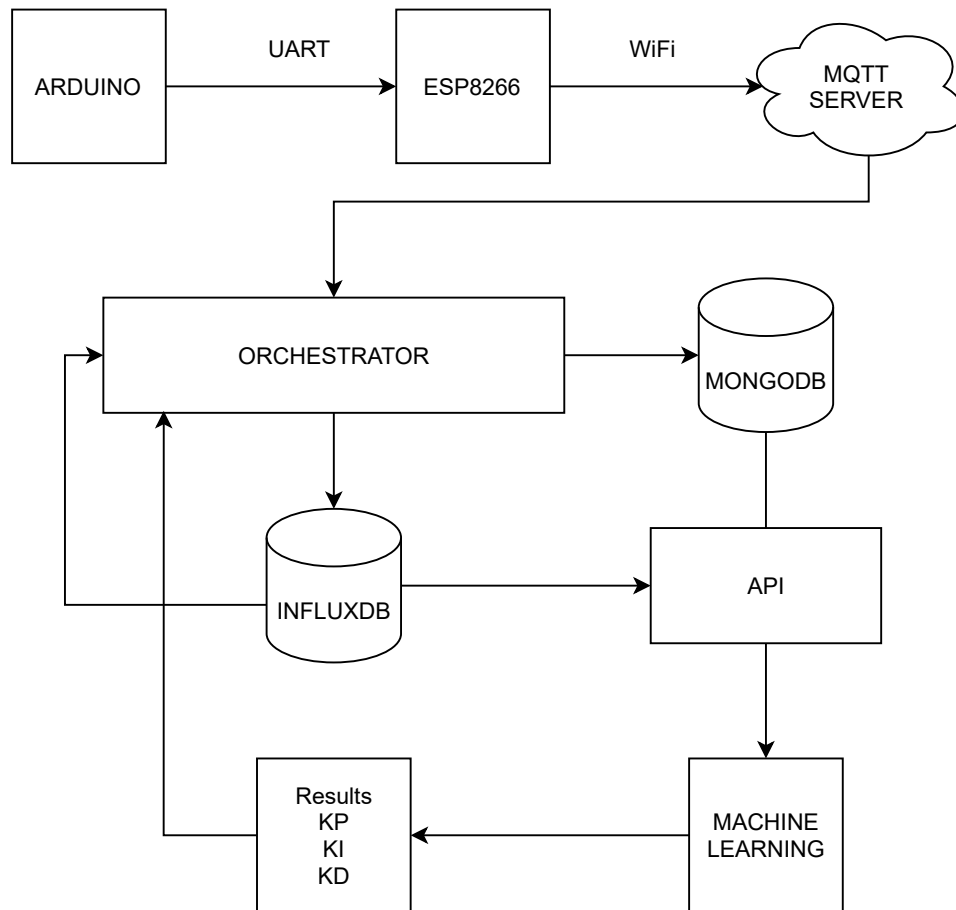 UART
WiFi
ARDUINO
ESP8266
MQTT
SERVER
ORCHESTRATOR
MONGODB
INFLUXDB
API
Results
KP
KI
KD
MACHINE
LEARNING